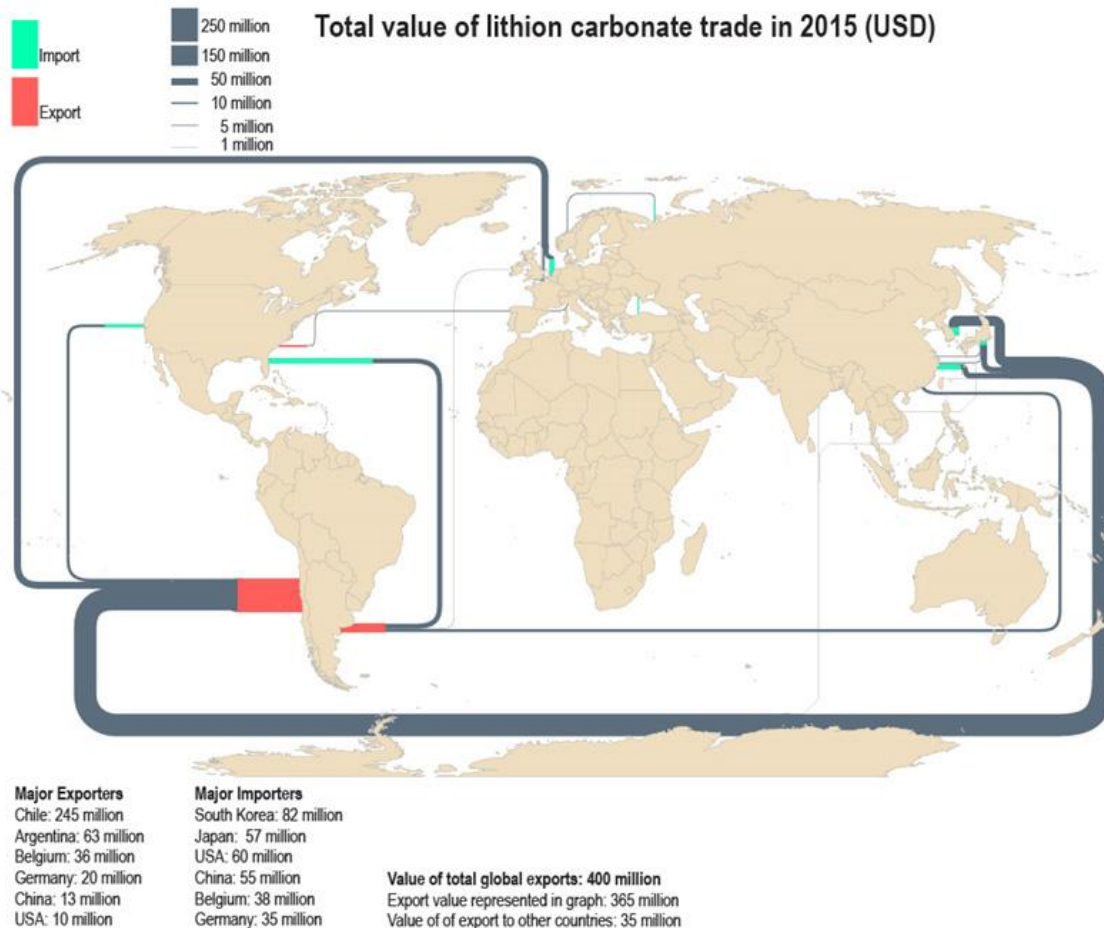 Total value of lithion carbonate trade in 2015 (USD)
Import
Export
250 million
150 million
50 million
10 million
5 million
1 million
Major Exporters
Chile: 245 million
Argentina: 63 million
Belgium: 36 million
Germany: 20 million
China: 13 million
USA: 10 million
Major Importers
South Korea: 82 million
Japan: 57 million
USA: 60 million
China: 55 million
Belgium: 38 million
Germany: 35 million
Value of total global exports: 400 million
Export value represented in graph: 365 million
Value of of export to other countries: 35 million